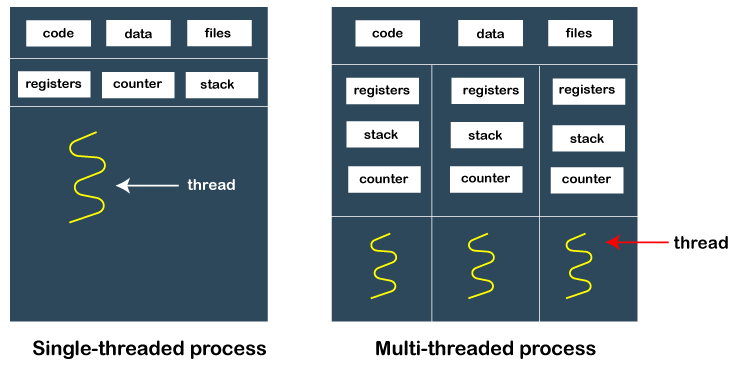 code data files
registers counter stack
thread
Single-threaded process
code data files
registers registers registers
stack stack stack
counter counter counter
thread
Multi-threaded process